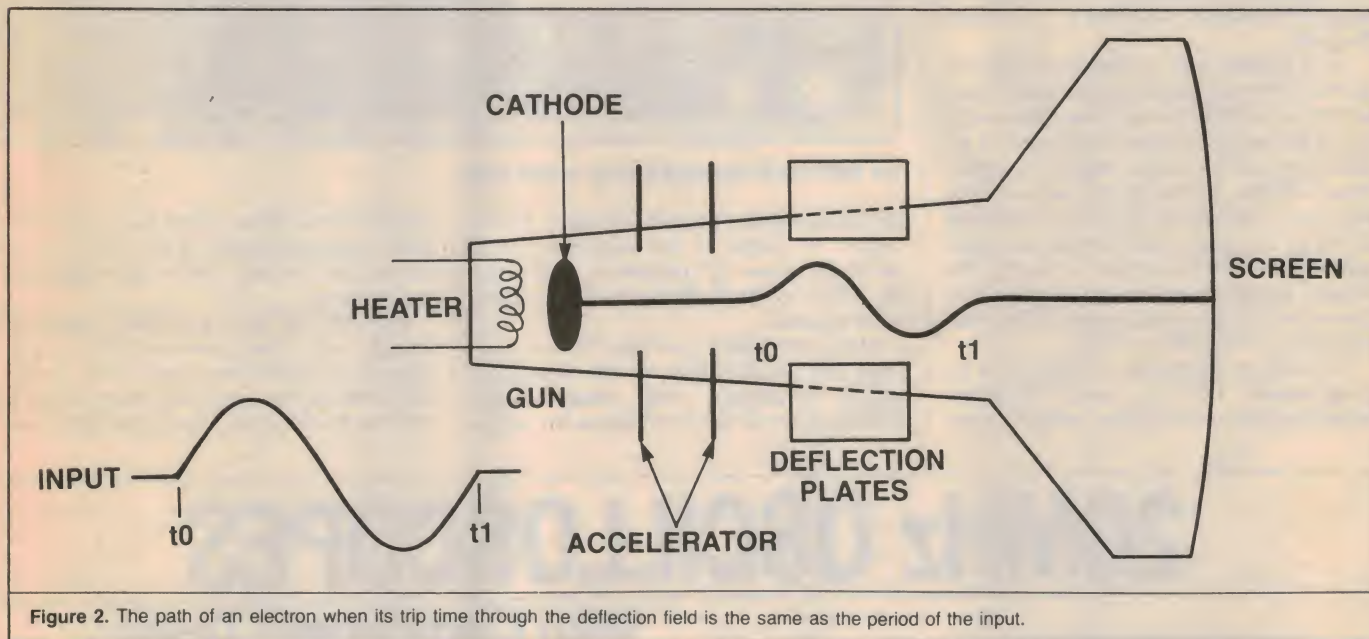 CATHODE
HEATER
SCREEN
t0
t1
GUN
INPUT
t0
t1
DEFLECTION
PLATES
ACCELERATOR
Figure 2. The path of an electron when its trip time through the deflection field is the same as the period of the input.